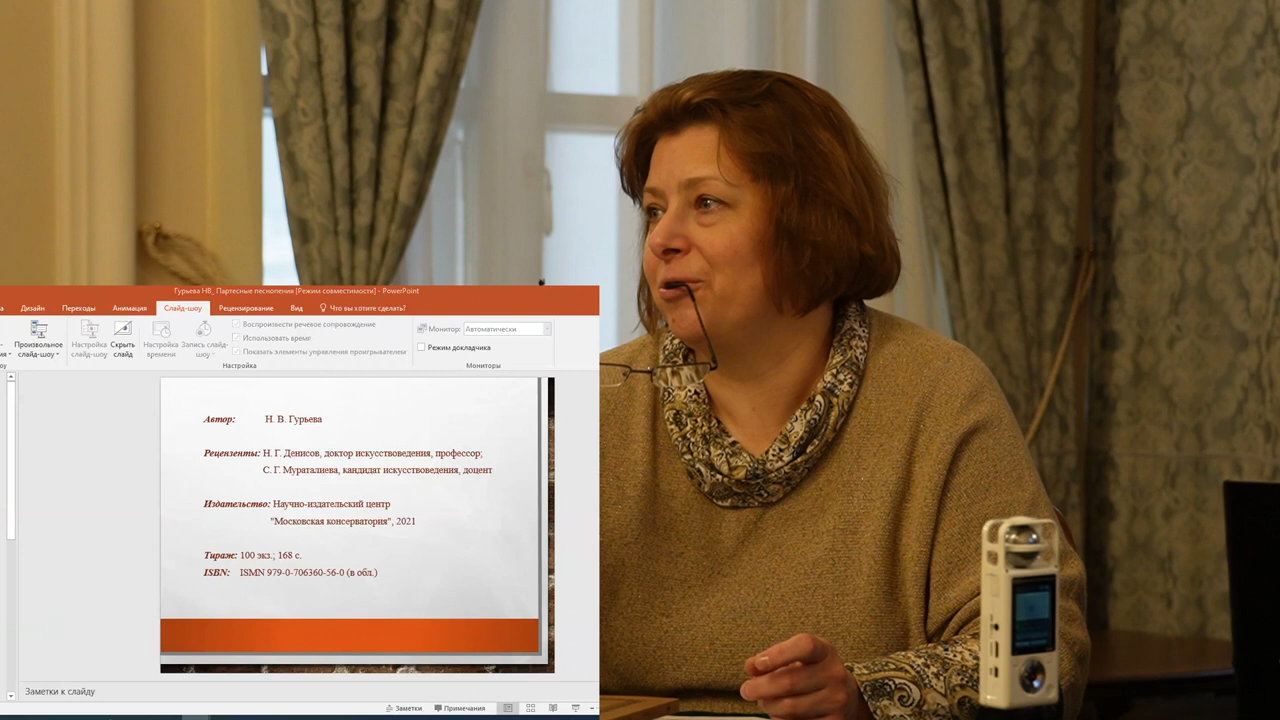 Гурьева НВ_ Партесные песнопения [Режим совместимости] - PowerPoint
а Дизайн Переходы Анимация Слайд-шоу Рецензирование Вид Что вы хотите сделать?
Произвольное слайд-шоу
Настройка слайд-шоу
Скрыть слайд
Настройка времени
Запись слайд-шоу
Воспроизвести речевое сопровождение
Использовать время
Показать элементы управления проигрывателем
Монитор: Автоматически
Режим докладчика
Настройка
Мониторы
Автор: Н. В. Гурьева
Рецензенты: Н. Г. Денисов, доктор искусствоведения, профессор;
С. Г. Мураталиева, кандидат искусствоведения, доцент
Издательство: Научно-издательский центр
"Московская консерватория", 2021
Тираж: 100 экз.; 168 с.
ISBN: ISMN 979-0-706360-56-0 (в обл.)
Заметки к слайду
Заметки Примечания